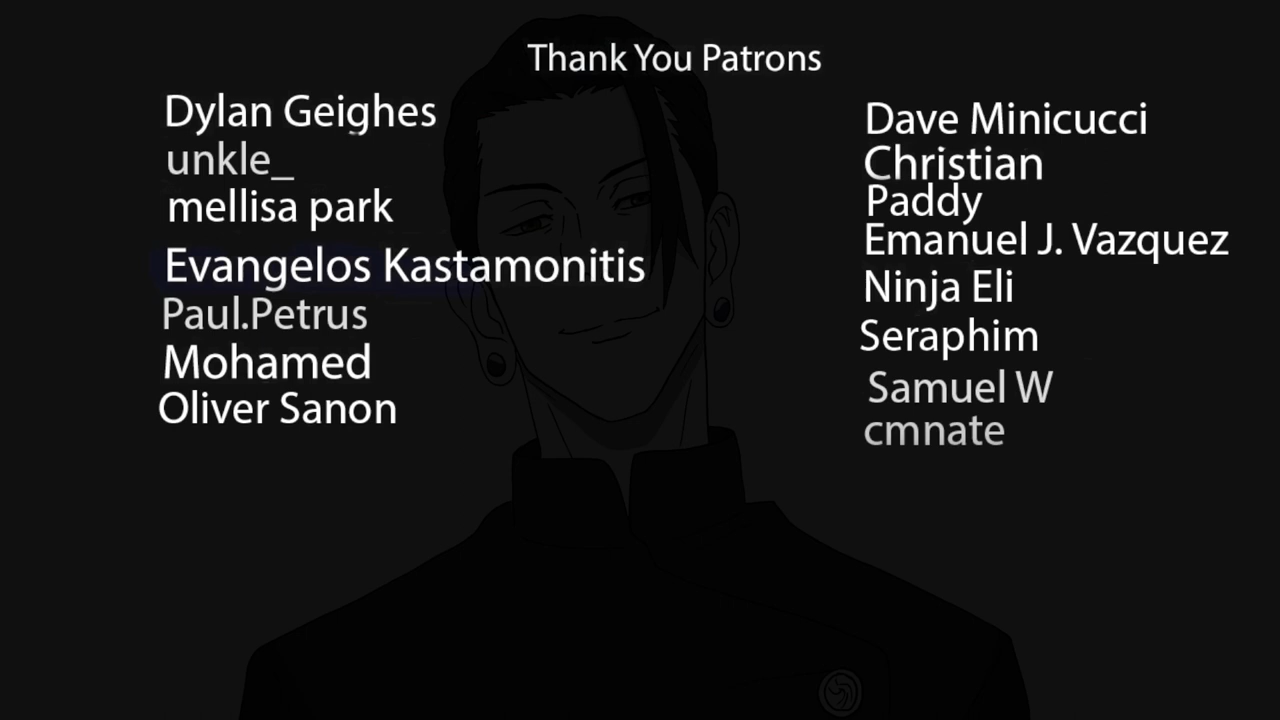 Thank You Patrons
Dylan Geighes
unkle_
mellisa park
Evangelos Kastamonitis
Paul.Petrus
Mohamed
Oliver Sanon
Dave Minicucci
Christian
Paddy
Emanuel J. Vazquez
Ninja Eli
Seraphim
Samuel W
cmnate